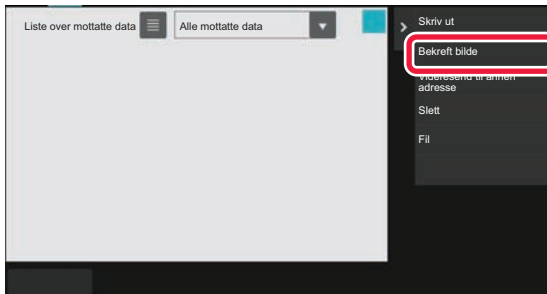 Liste over mottatte data
Alle mottatte data
Skriv ut
Bekreft bilde
Videresend til annen
adresse
Slett
Fil